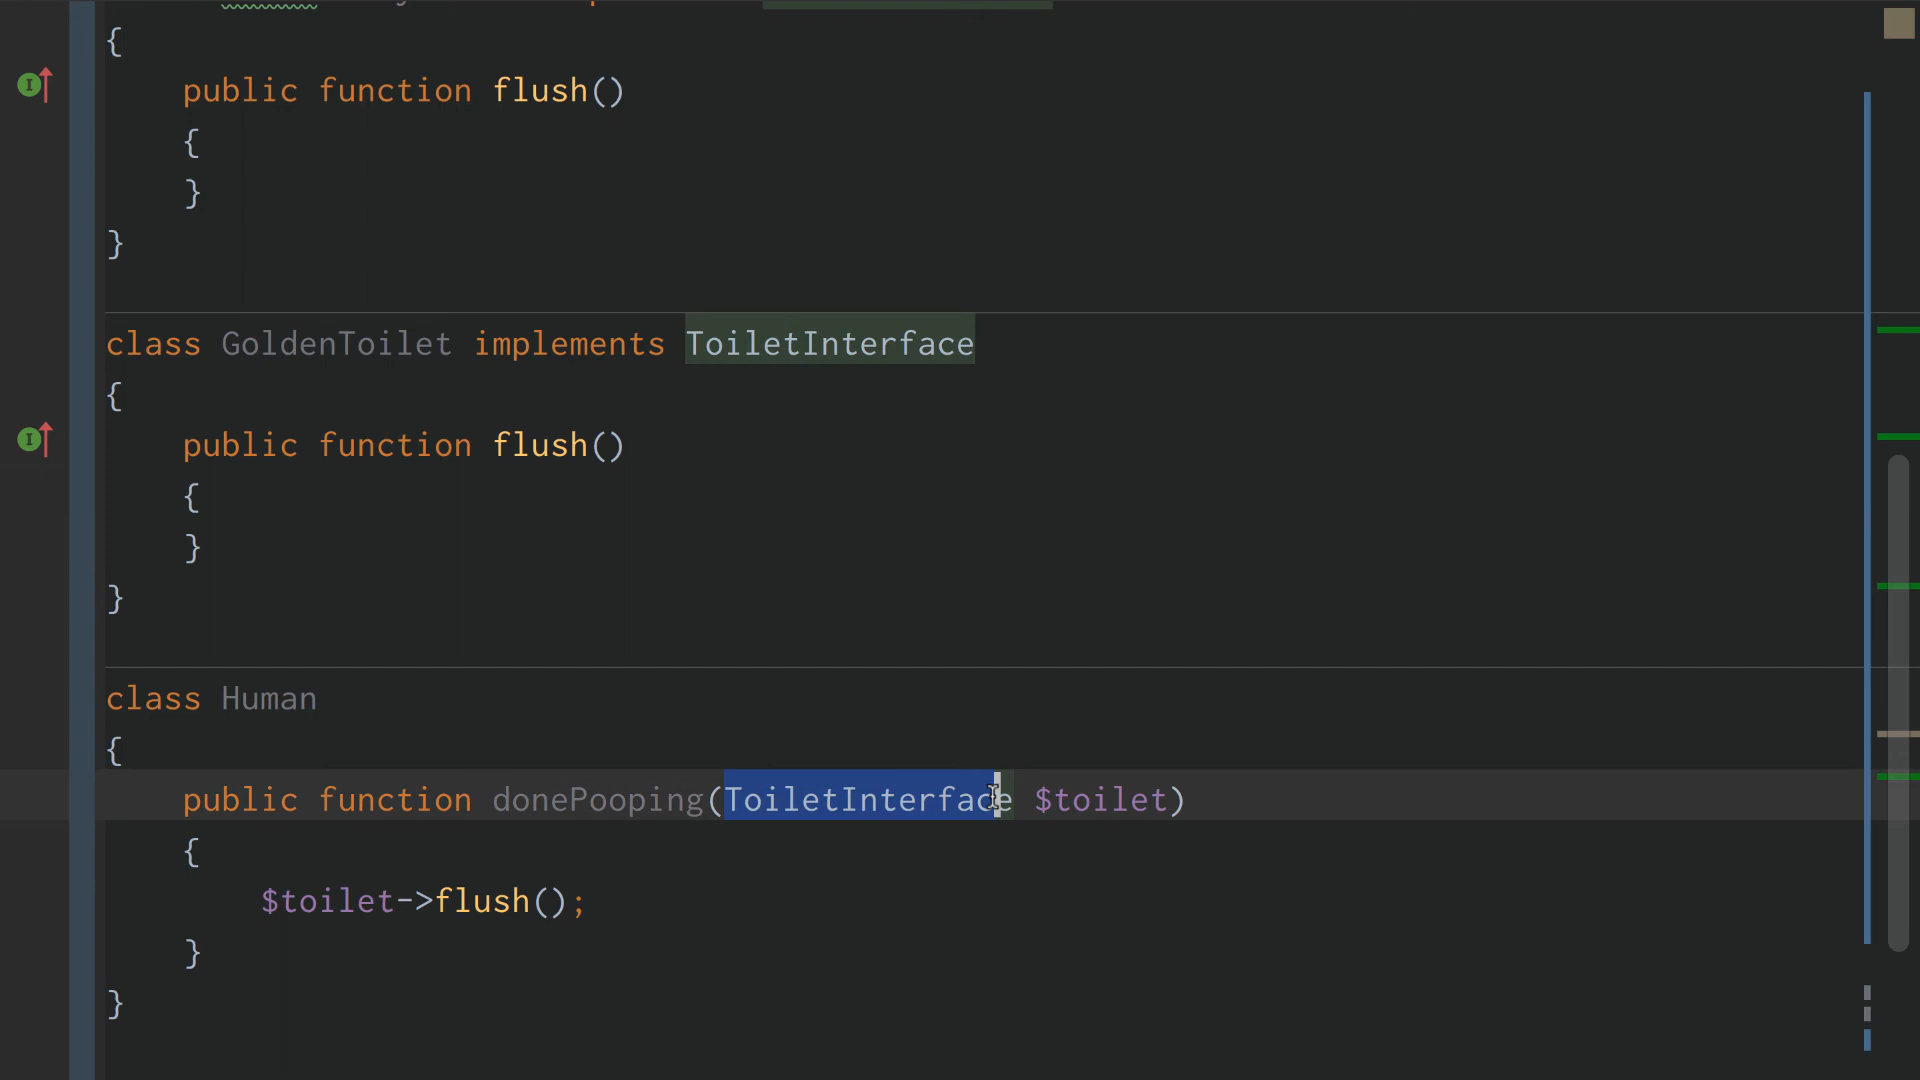 {
public function flush()
{
}
}
class GoldenToilet implements ToiletInterface
{
public function flush()
{
}
}
class Human
{
public function donePooping(ToiletInterface $toilet)
{
$toilet->flush();
}
}